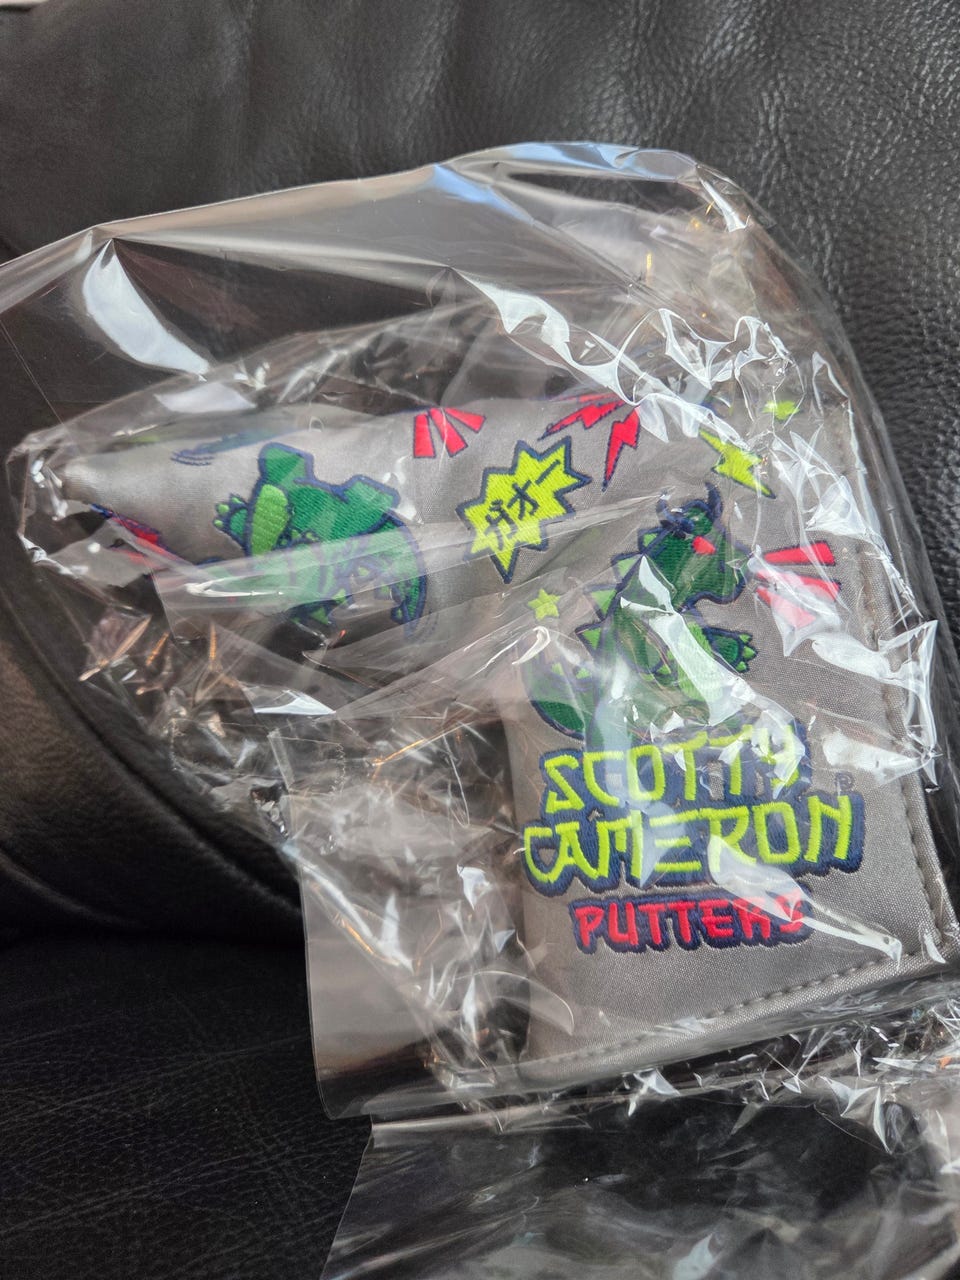 ガオー
SCOTTY
CAMERON
PUTTERS
®